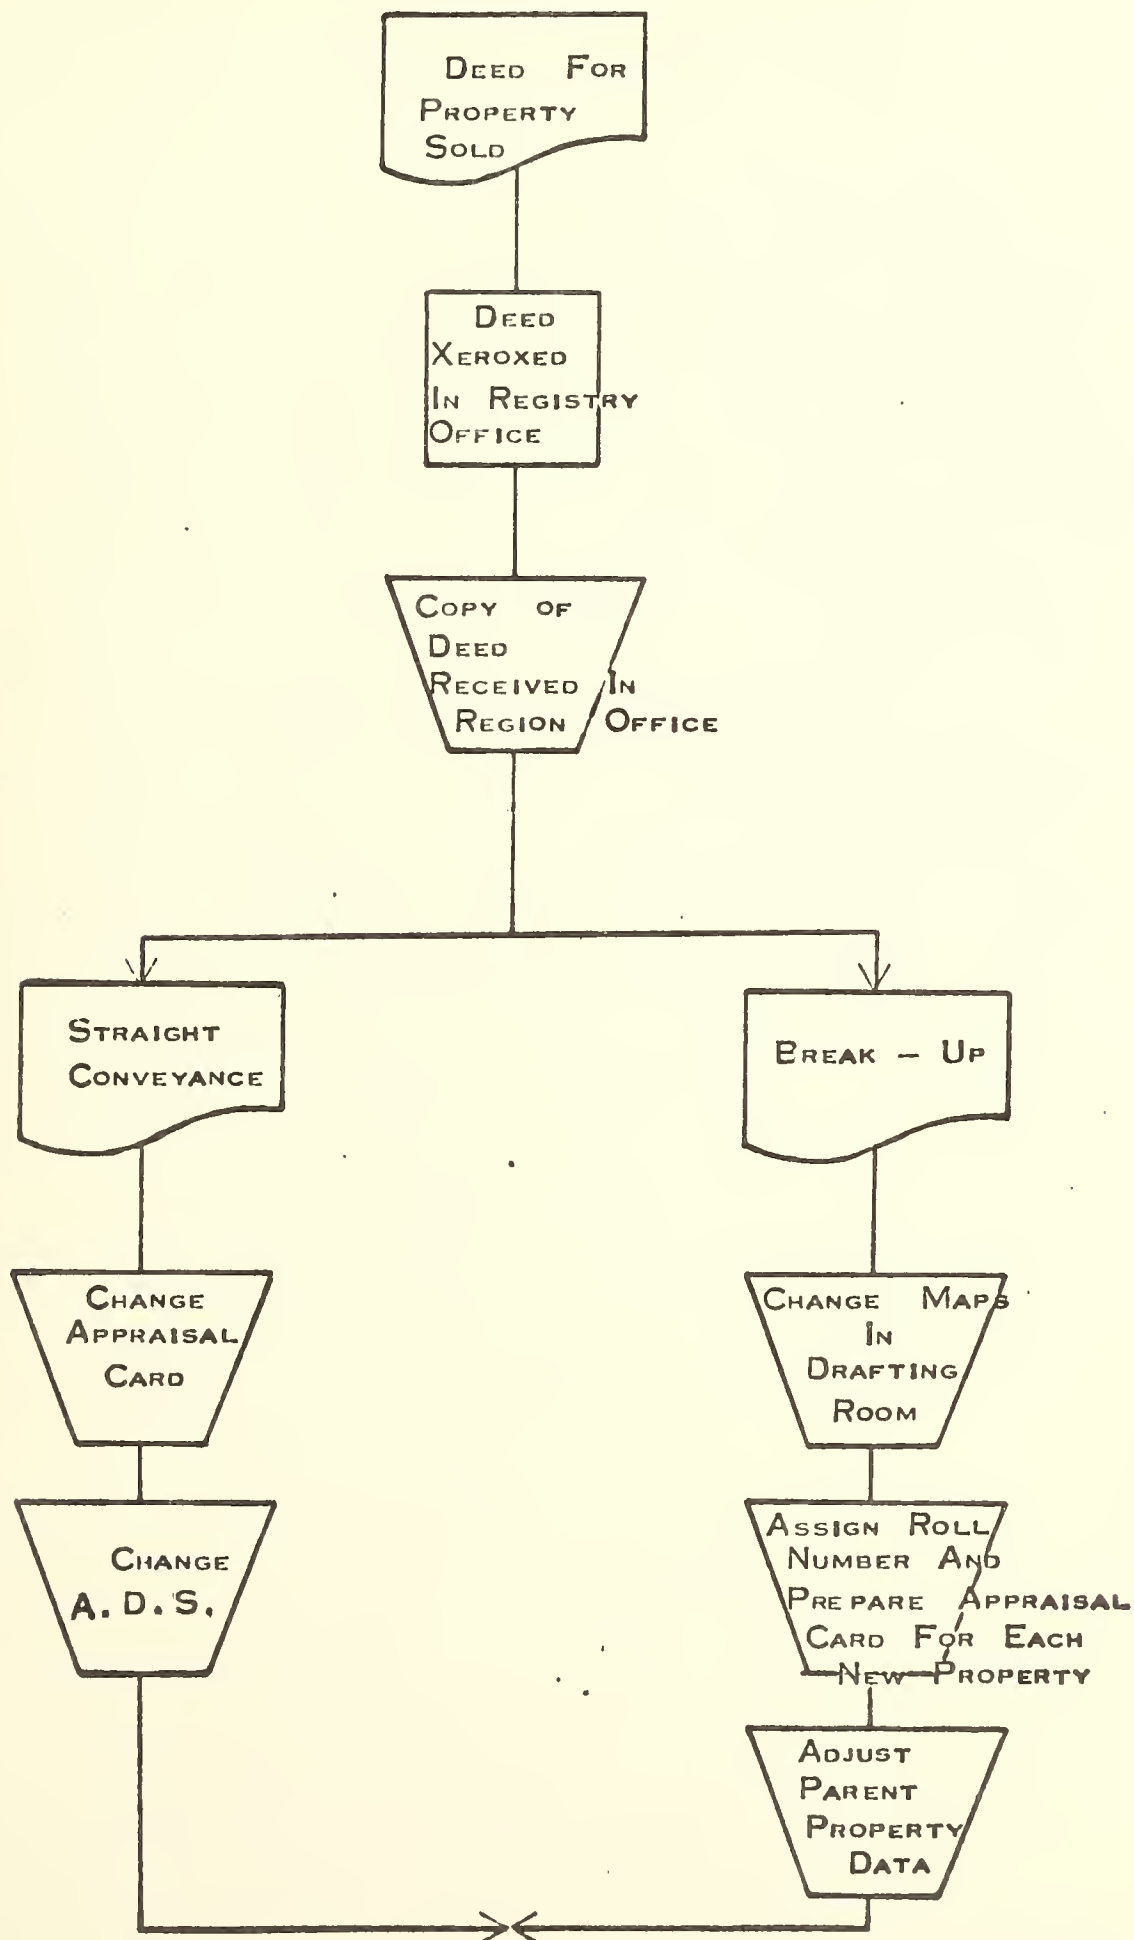 Deed For
Property
Sold
Deed
Xeroxed
In Registry
Office
Copy of
Deed
Received In
Region Office
Straight
Conveyance
Change
Appraisal
Card
Change
A.D.S.
Break - Up
Change Maps
In
Drafting
Room
Assign Roll
Number And
Prepare Appraisal
Card For Each
New Property
Adjust
Parent
Property
Data